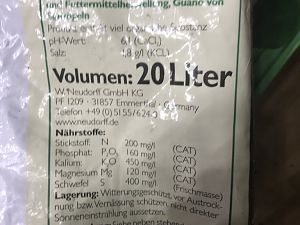 und Futtermittelherstellung, Guano von
Produkt enthält viel organische Substanz
pH-Wert: 6,1 (CaCl₂)
Salz: 1,8 g/l (KCl)
Volumen: 20 Liter
W. Neudorff GmbH KG
PF 1209 · 31857 Emmerthal · Germany
Telefon +49 (0) 5155/624-
www.neudorff.de
Nährstoffe:
Stickstoff: N 200 mg/l (CAT)
Phosphat: P₂O₅ 160 mg/l (CAT)
Kalium: K₂O 450 mg/l (CAT)
Magnesium Mg 120 mg/l (CAT)
Schwefel S 400 mg/l (Frischmasse)
Lagerung: Witterungsgeschützt, vor Austrock-
nung bzw. Vernässung schützen, nicht direkter
Sonneneinstrahlung aussetzen.